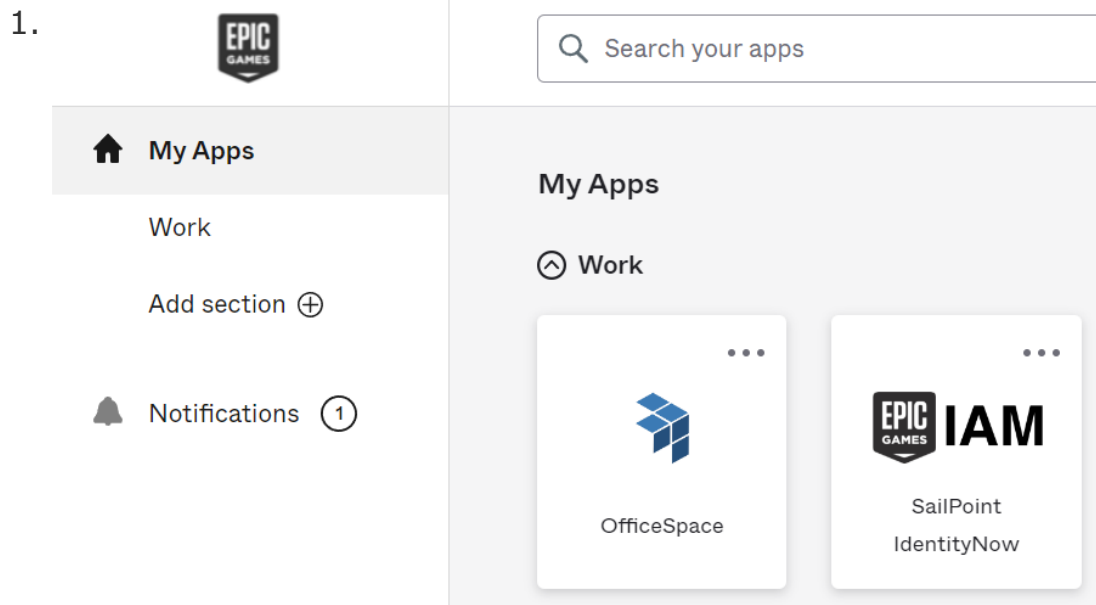 1.
EPIC
GAMES
Search your apps
My Apps
Work
Add section
Notifications 1
My Apps
Work
OfficeSpace
EPIC
GAMES
IAM
SailPoint
IdentityNow